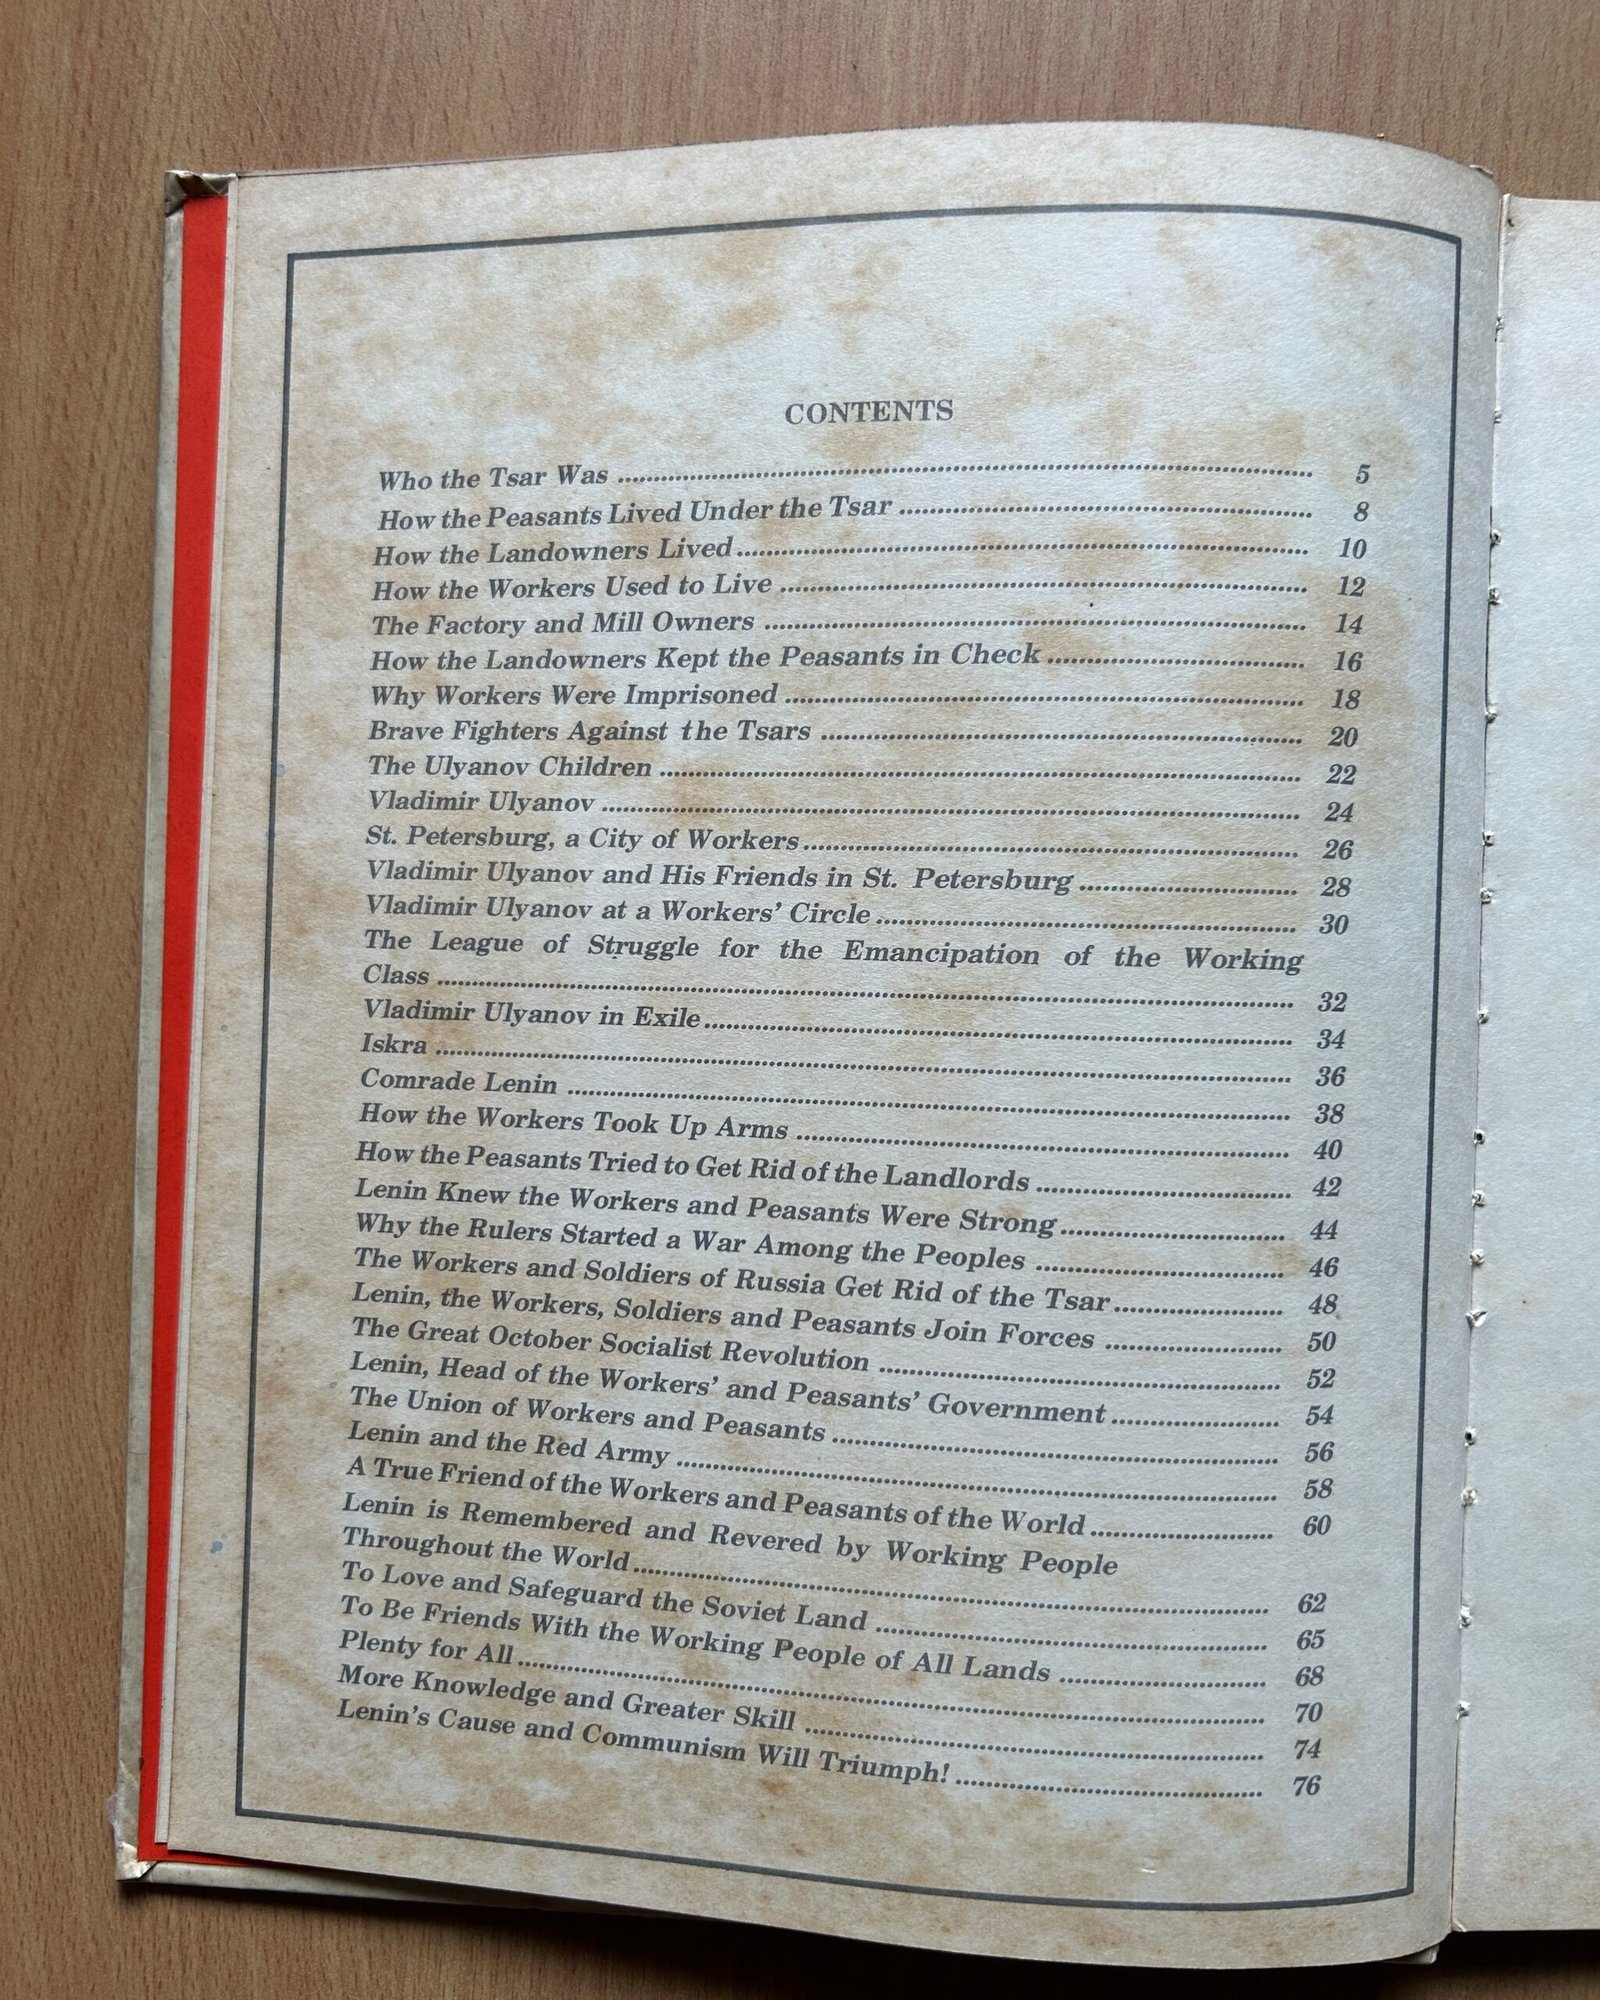 CONTENTS
Who the Tsar Was ........ 5
How the Peasants Lived Under the Tsar ........ 8
How the Landowners Lived ........ 10
How the Workers Used to Live ........ 12
The Factory and Mill Owners ........ 14
How the Landowners Kept the Peasants in Check ........ 16
Why Workers Were Imprisoned ........ 18
Brave Fighters Against the Tsars ........ 20
The Ulyanov Children ........ 22
Vladimir Ulyanov ........ 24
St. Petersburg, a City of Workers ........ 26
Vladimir Ulyanov and His Friends in St. Petersburg ........ 28
Vladimir Ulyanov at a Workers' Circle ........ 30
The League of Struggle for the Emancipation of the Working
Class ........ 32
Vladimir Ulyanov in Exile ........ 34
Iskra ........ 36
Comrade Lenin ........ 38
How the Workers Took Up Arms ........ 40
How the Peasants Tried to Get Rid of the Landlords ........ 42
Lenin Knew the Workers and Peasants Were Strong ........ 44
Why the Rulers Started a War Among the Peoples ........ 46
The Workers and Soldiers of Russia Get Rid of the Tsar ........ 48
Lenin, the Workers, Soldiers and Peasants Join Forces ........ 50
The Great October Socialist Revolution ........ 52
Lenin, Head of the Workers' and Peasants' Government ........ 54
The Union of Workers and Peasants ........ 56
Lenin and the Red Army ........ 58
A True Friend of the Workers and Peasants of the World ........ 60
Lenin is Remembered and Revered by Working People
Throughout the World ........ 62
To Love and Safeguard the Soviet Land ........ 65
To Be Friends With the Working People of All Lands ........ 68
Plenty for All ........ 70
More Knowledge and Greater Skill ........ 74
Lenin's Cause and Communism Will Triumph! ........ 76